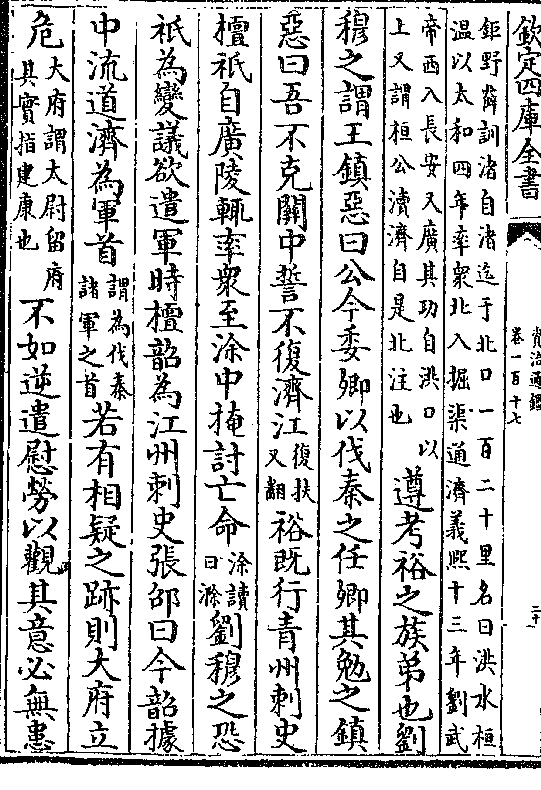 欽定四庫全書
資治通鑑
卷一百十七
二十
鉅野薛訓渚自渚迄于北口一百二十里名曰洪水桓
温以太和四年率衆北入掘渠通濟義熙十三年劉武
帝西入長安又廣其功自洪口以
上又謂桓公瀆濟自是北注也
遵考裕之族弟也劉
穆之謂王鎮惡曰公今委卿以伐秦之任卿其勉之鎮
惡曰吾不克關中誓不復濟江
復扶
又翻
裕既行青州刺史
檀祗自廣陵輒率衆至涂中掩討亡命
涂讀
曰滁
劉穆之恐
祗為變議欲遣軍時檀韶為江州刺史張邵曰今韶據
中流道濟為軍首
謂為伐秦
諸軍之首
若有相疑之跡則大府立
危
大府謂太尉留府
其實指建康也
不如逆遣慰勞以觀其意必無患